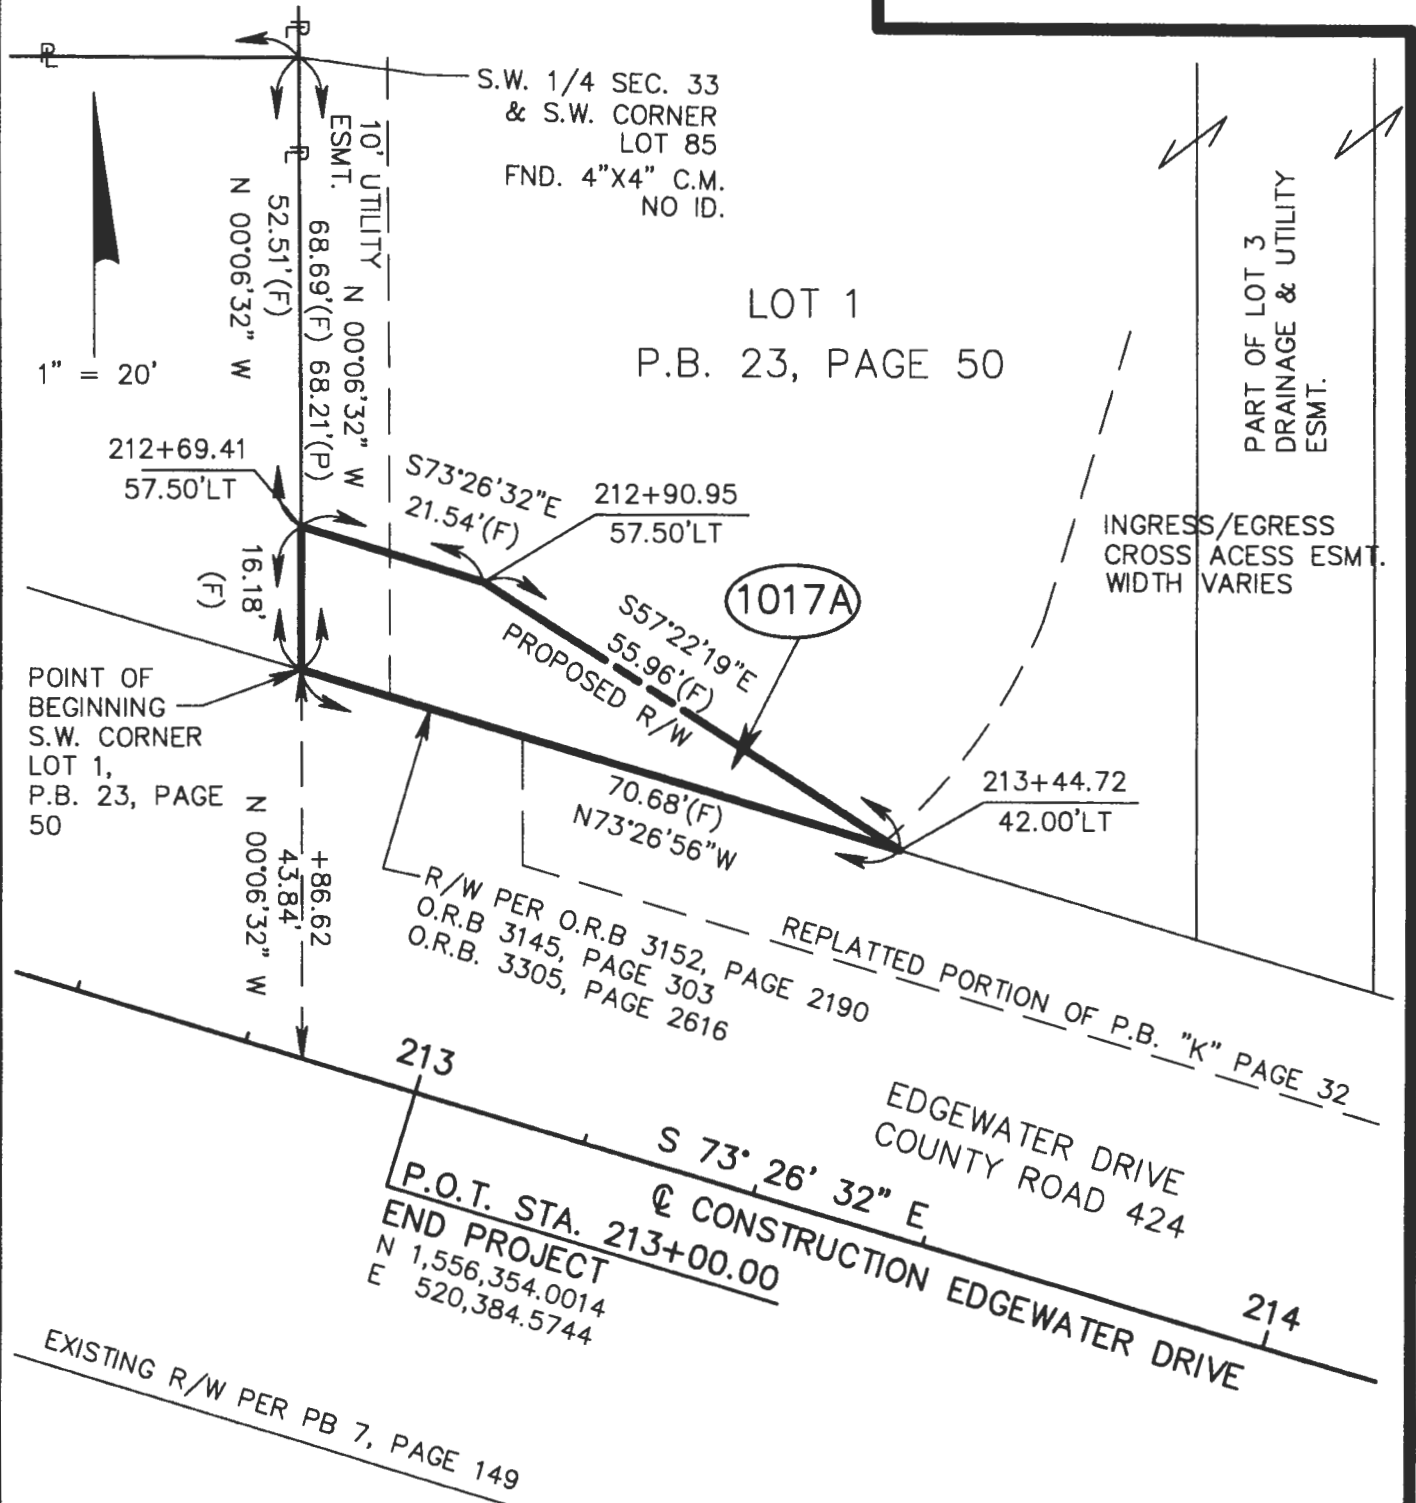 S.W. 1/4 SEC. 33
& S.W. CORNER
LOT 85
FND. 4"X4" C.M.
NO ID.
10' UTILITY
ESMT.
N 00°06'32" W
68.69'(F) 68.21'(P)
52.51'(F)
N 00°06'32" W
1" = 20'
LOT 1
P.B. 23, PAGE 50
PART OF LOT 3
DRAINAGE & UTILITY
ESMT.
INGRESS/EGRESS
CROSS ACESS ESMT.
WIDTH VARIES
212+69.41
57.50'LT
S73°26'32"E
21.54'(F)
212+90.95
57.50'LT
1017A
S57°22'19"E
55.96'(F)
PROPOSED R/W
16.18'
(F)
POINT OF
BEGINNING
S.W. CORNER
LOT 1,
P.B. 23, PAGE
50
70.68'(F)
N73°26'56"W
213+44.72
42.00'LT
+86.62
43.84'
N 00°06'32" W
R/W PER O.R.B 3152, PAGE 2190
O.R.B 3145, PAGE 303
O.R.B. 3305, PAGE 2616
REPLATTED PORTION OF P.B. "K" PAGE 32
EDGEWATER DRIVE
COUNTY ROAD 424
213
S 73° 26' 32" E
℄ CONSTRUCTION EDGEWATER DRIVE
214
P.O.T. STA. 213+00.00
END PROJECT
N 1,556,354.0014
E 520,384.5744
EXISTING R/W PER PB 7, PAGE 149